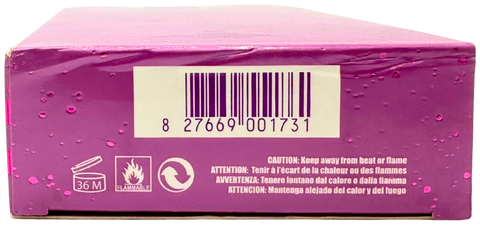 8 27669 001731
CAUTION: Keep away from heat or flame
ATTENTION: Tenir à l'écart de la chaleur ou des flammes
AVVERTENZA: Tenere lontano dal calore o dalla fiamma
ATTENCION: Mantenga alejado del calor y del fuego
36 M
FLAMMABLE